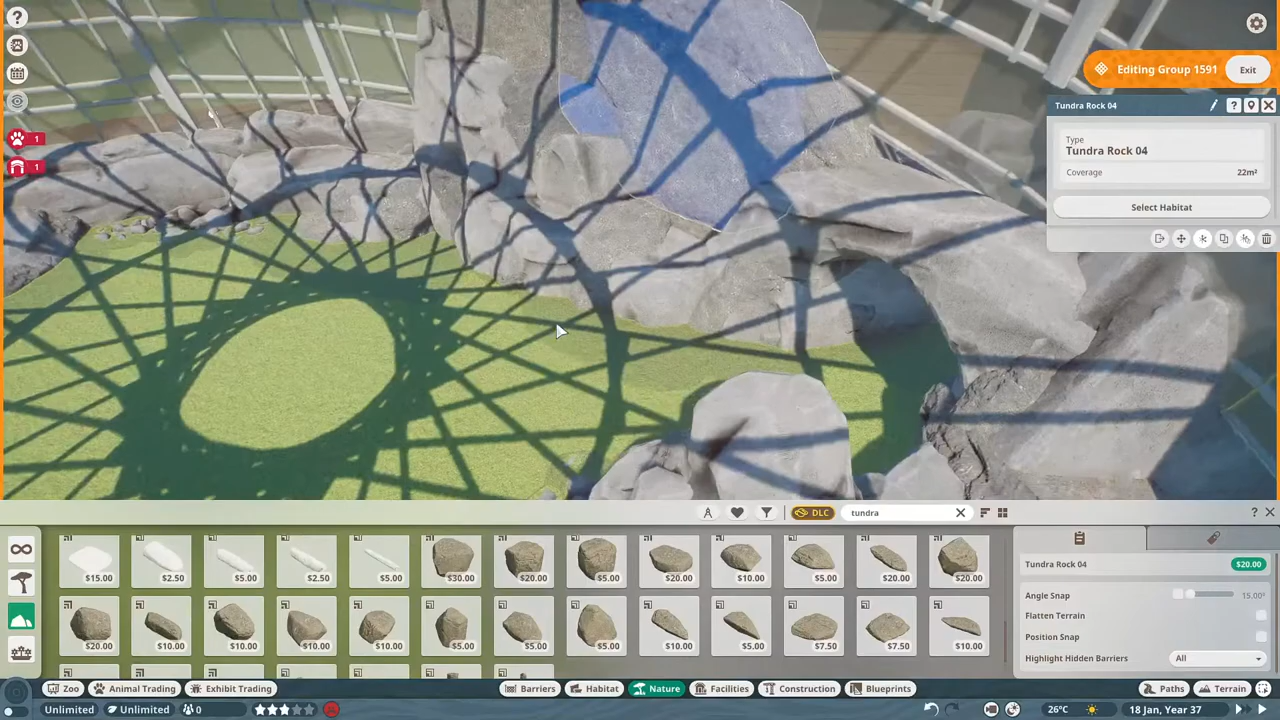 ?
Editing Group 1591 Exit
Tundra Rock 04 ?
1
Type
Tundra Rock 04
1
Coverage 22m²
Select Habitat
DLC tundra ?
$15.00 $2.50 $5.00 $2.50 $5.00 $30.00 $20.00 $5.00 $20.00 $10.00 $5.00 $20.00 $20.00
Tundra Rock 04 $20.00
Angle Snap 15.00°
Flatten Terrain
Position Snap
$20.00 $10.00 $10.00 $10.00 $10.00 $5.00 $5.00 $5.00 $10.00 $5.00 $7.50 $7.50 $10.00
Highlight Hidden Barriers All
Zoo Animal Trading Exhibit Trading Barriers Habitat Nature Facilities Construction Blueprints Paths Terrain
Unlimited Unlimited 0 26°C 18 Jan, Year 37